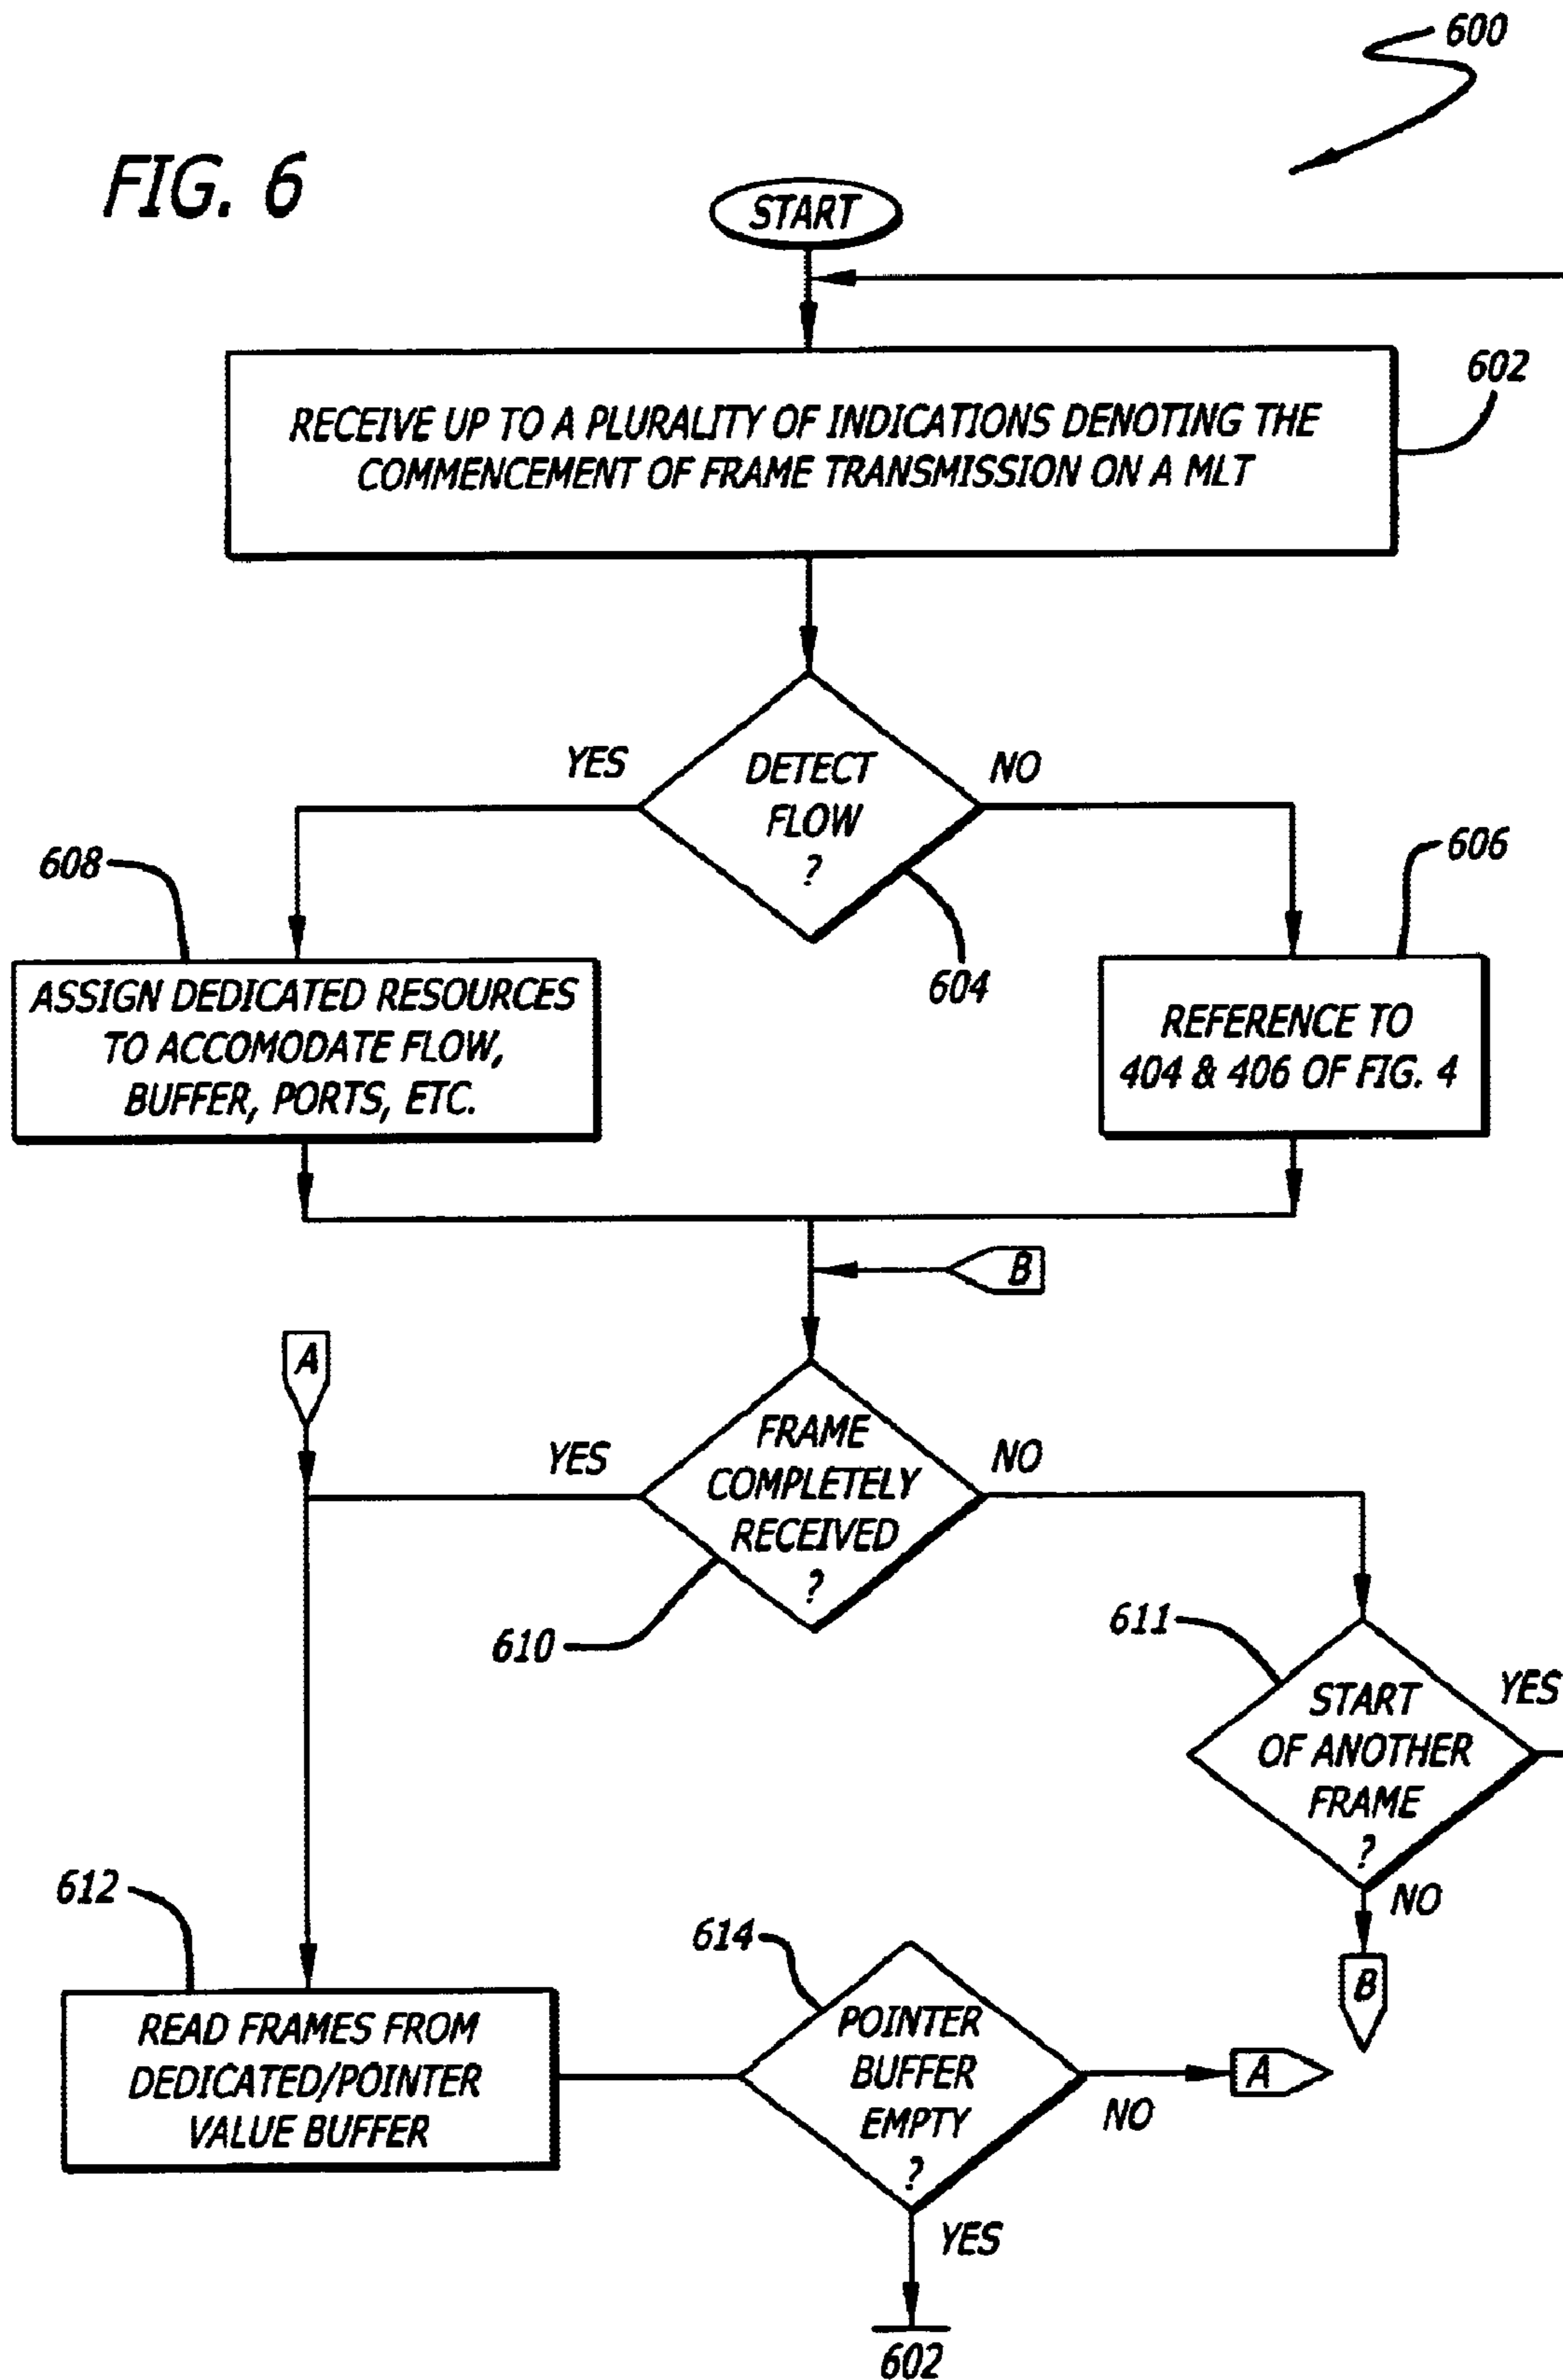 600
FIG. 6
START
RECEIVE UP TO A PLURALITY OF INDICATIONS DENOTING THE
COMMENCEMENT OF FRAME TRANSMISSION ON A MLT
602
YES
DETECT
FLOW
?
NO
604
608
606
ASSIGN DEDICATED RESOURCES
TO ACCOMODATE FLOW,
BUFFER, PORTS, ETC.
REFERENCE TO
404 & 406 OF FIG. 4
B
A
YES
FRAME
COMPLETELY
RECEIVED
?
NO
610
611
START
OF ANOTHER
FRAME
?
YES
NO
B
612
READ FRAMES FROM
DEDICATED/POINTER
VALUE BUFFER
614
POINTER
BUFFER
EMPTY
?
NO
A
YES
602